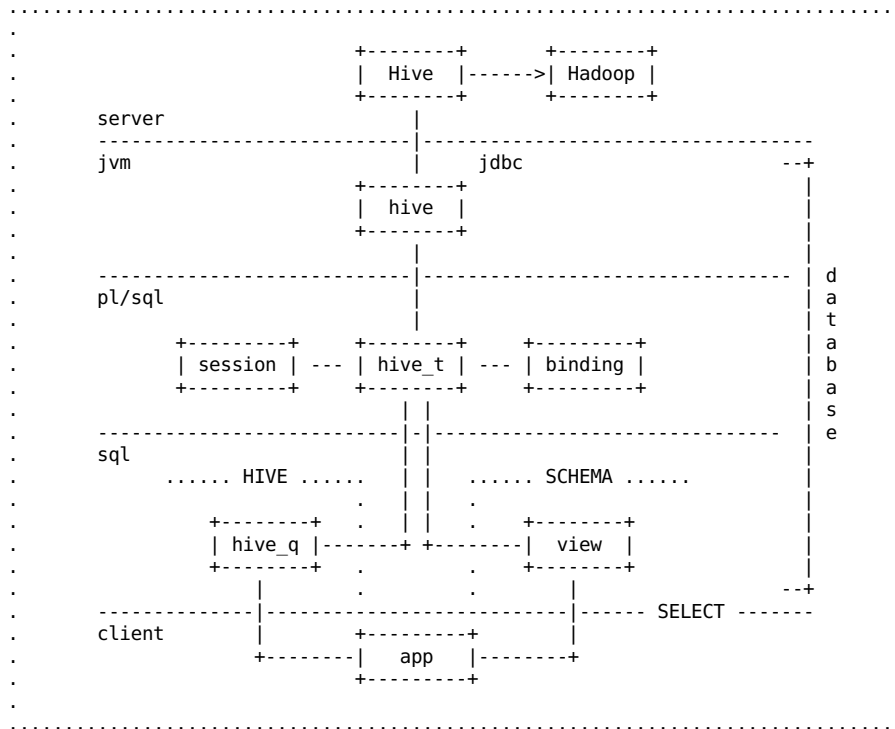 Hive Hadoop
server
jvm jdbc
hive
pl/sql
session hive_t binding
database
sql
HIVE SCHEMA
hive_q view
SELECT
client
app